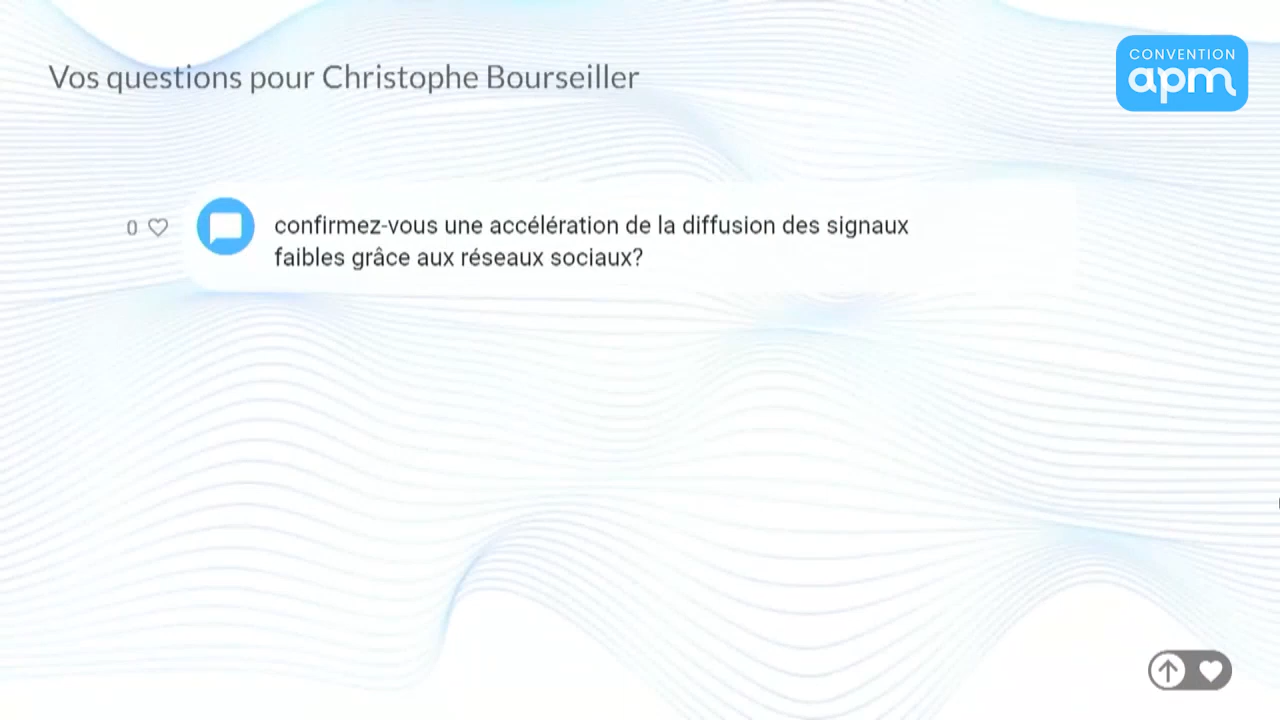 Vos questions pour Christophe Bourseiller
CONVENTION
apm
0
confirmez-vous une accélération de la diffusion des signaux
faibles grâce aux réseaux sociaux?